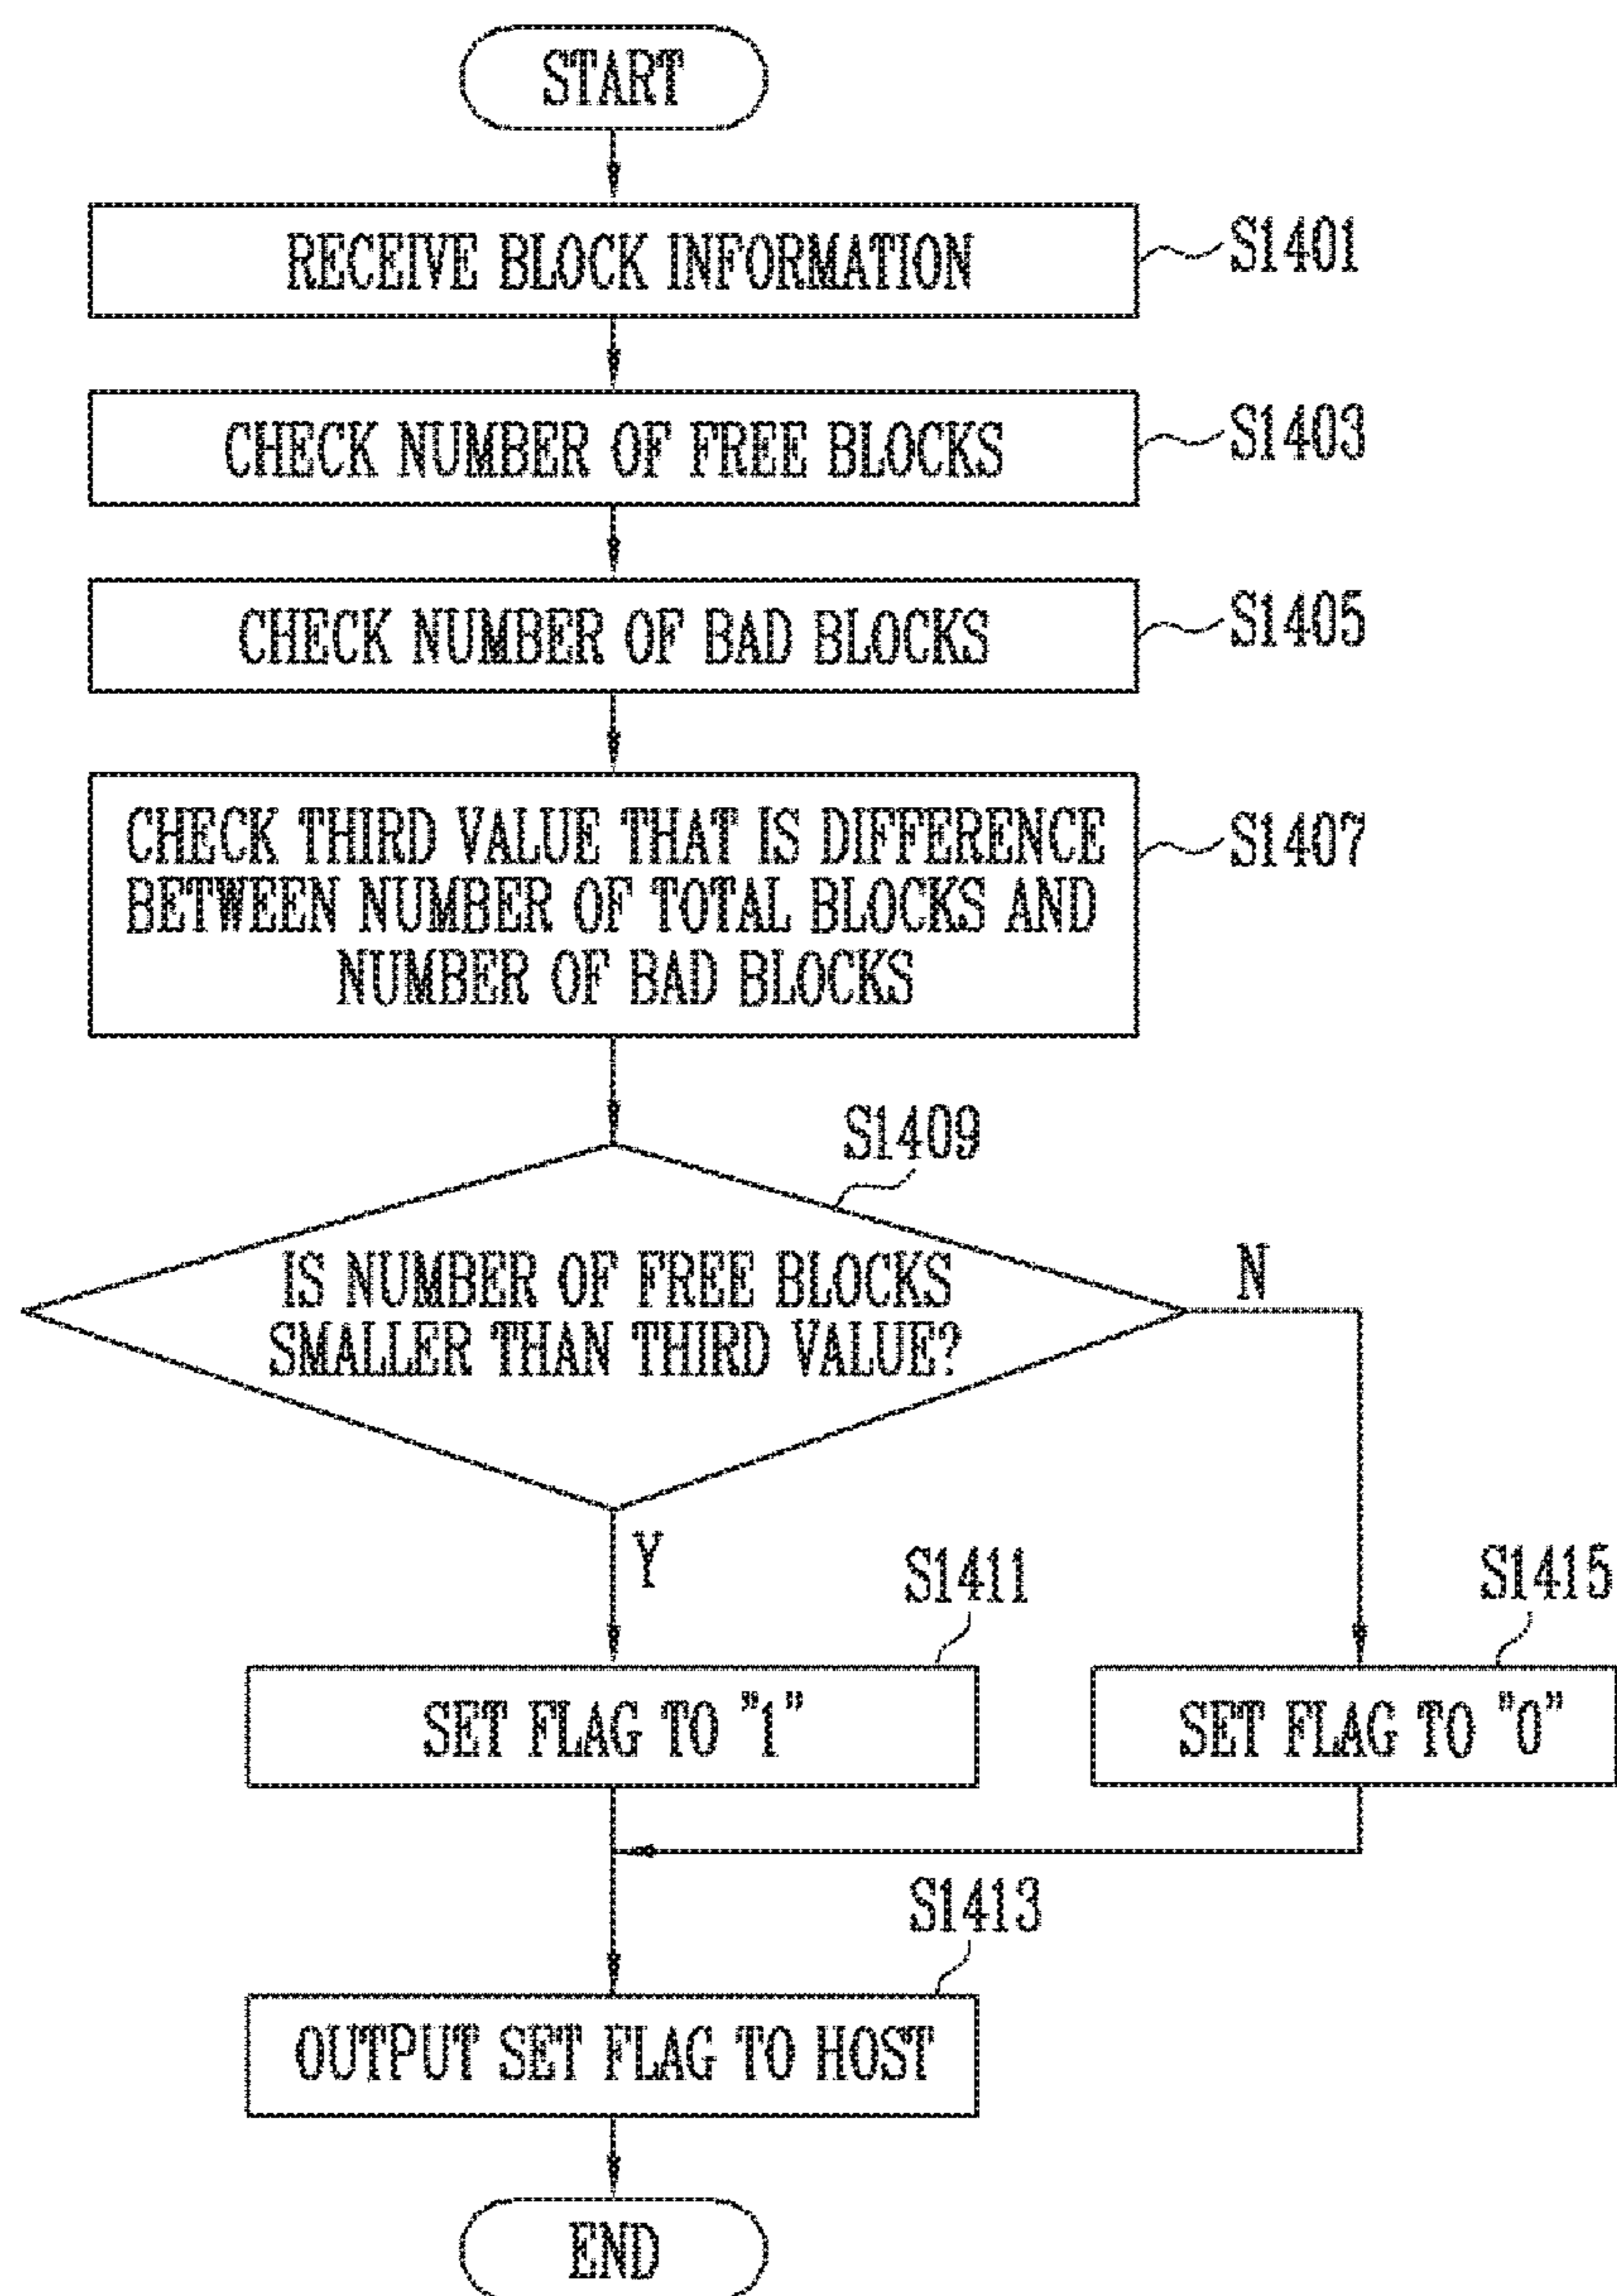 START
RECEIVE BLOCK INFORMATION
S1401
CHECK NUMBER OF FREE BLOCKS
S1403
CHECK NUMBER OF BAD BLOCKS
S1405
CHECK THIRD VALUE THAT IS DIFFERENCE
BETWEEN NUMBER OF TOTAL BLOCKS AND
NUMBER OF BAD BLOCKS
S1407
S1409
IS NUMBER OF FREE BLOCKS
SMALLER THAN THIRD VALUE?
N
Y
S1411
SET FLAG TO "1"
S1415
SET FLAG TO "0"
S1413
OUTPUT SET FLAG TO HOST
END